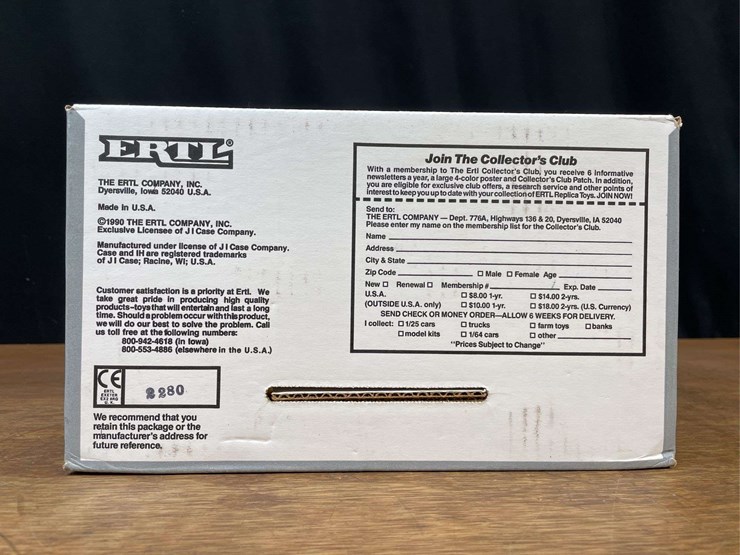 ERTL®
THE ERTL COMPANY, INC.
Dyersville, Iowa 52040 U.S.A.
Made in U.S.A.
©1990 THE ERTL COMPANY, INC.
Exclusive Licensee of J I Case Company.
Manufactured under license of J I Case Company.
Case and IH are registered trademarks
of J I Case; Racine, WI; U.S.A.
Customer satisfaction is a priority at Ertl. We
take great pride in producing high quality
products-toys that will entertain and last a long
time. Should a problem occur with this product,
we will do our best to solve the problem. Call
us toll free at the following numbers:
800-942-4618 (in Iowa)
800-553-4886 (elsewhere in the U.S.A.)
CE
ERTL
EXETER
EX2 8RG
U.K.
2280
We recommend that you
retain this package or the
manufacturer's address for
future reference.
Join The Collector's Club
With a membership to The Ertl Collector's Club, you receive 6 informative
newsletters a year, a large 4-color poster and Collector's Club Patch. In addition,
you are eligible for exclusive club offers, a research service and other points of
interest to keep you up to date with your collection of ERTL Replica Toys. JOIN NOW!
Send to:
THE ERTL COMPANY — Dept. 776A, Highways 136 & 20, Dyersville, IA 52040
Please enter my name on the membership list for the Collector's Club.
Name
Address
City & State
Zip Code □ Male □ Female Age
New □ Renewal □ Membership # / Exp. Date
U.S.A. □ $8.00 1-yr. □ $14.00 2-yrs.
(OUTSIDE U.S.A. only) □ $10.00 1-yr. □ $18.00 2-yrs. (U.S. Currency)
SEND CHECK OR MONEY ORDER—ALLOW 6 WEEKS FOR DELIVERY.
I collect: □ 1/25 cars □ trucks □ farm toys □ banks
□ model kits □ 1/64 cars □ other
"Prices Subject to Change"